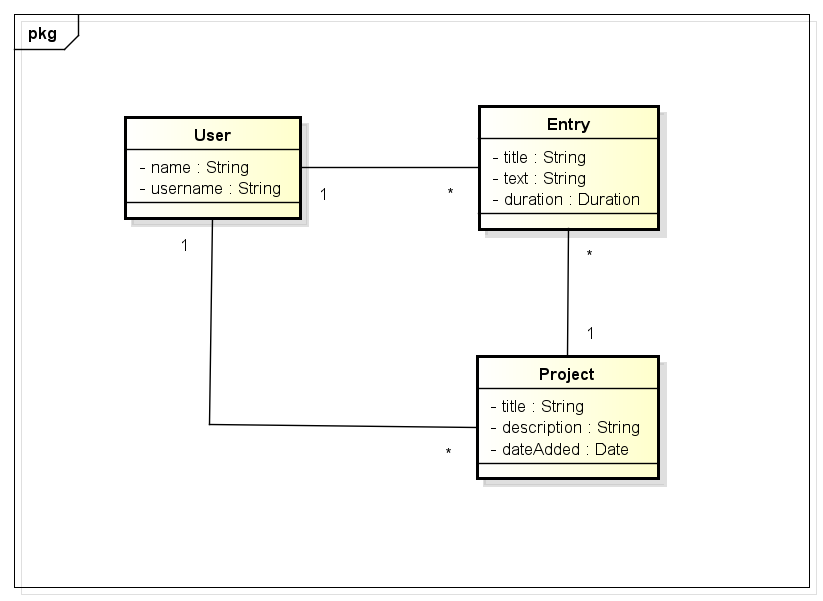 pkg
User
- name : String
- username : String
Entry
- title : String
- text : String
- duration : Duration
1
*
1
*
1
Project
- title : String
- description : String
- dateAdded : Date
*